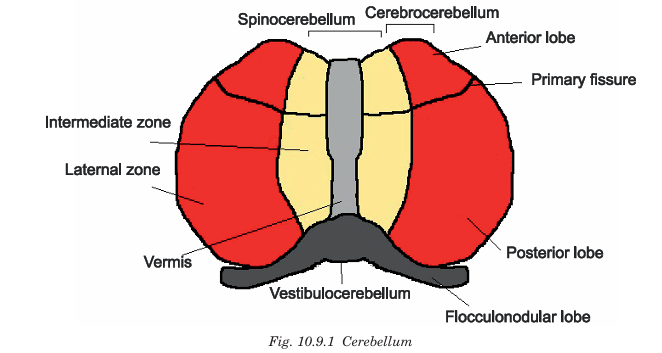 Spinocerebellum
Cerebrocerebellum
Anterior lobe
Primary fissure
Intermediate zone
Laternal zone
Vermis
Posterior lobe
Vestibulocerebellum
Flocculonodular lobe
Fig. 10.9.1 Cerebellum